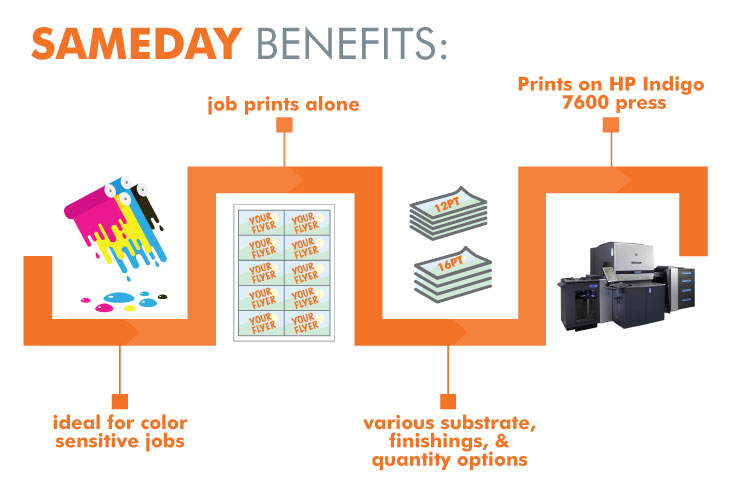 SAMEDAY BENEFITS:
job prints alone
Prints on HP Indigo
7600 press
YOUR FLYER YOUR FLYER
YOUR FLYER YOUR FLYER
YOUR FLYER YOUR FLYER
YOUR FLYER YOUR FLYER
YOUR FLYER YOUR FLYER
12PT
16PT
ideal for color
sensitive jobs
various substrate,
finishings, &
quantity options